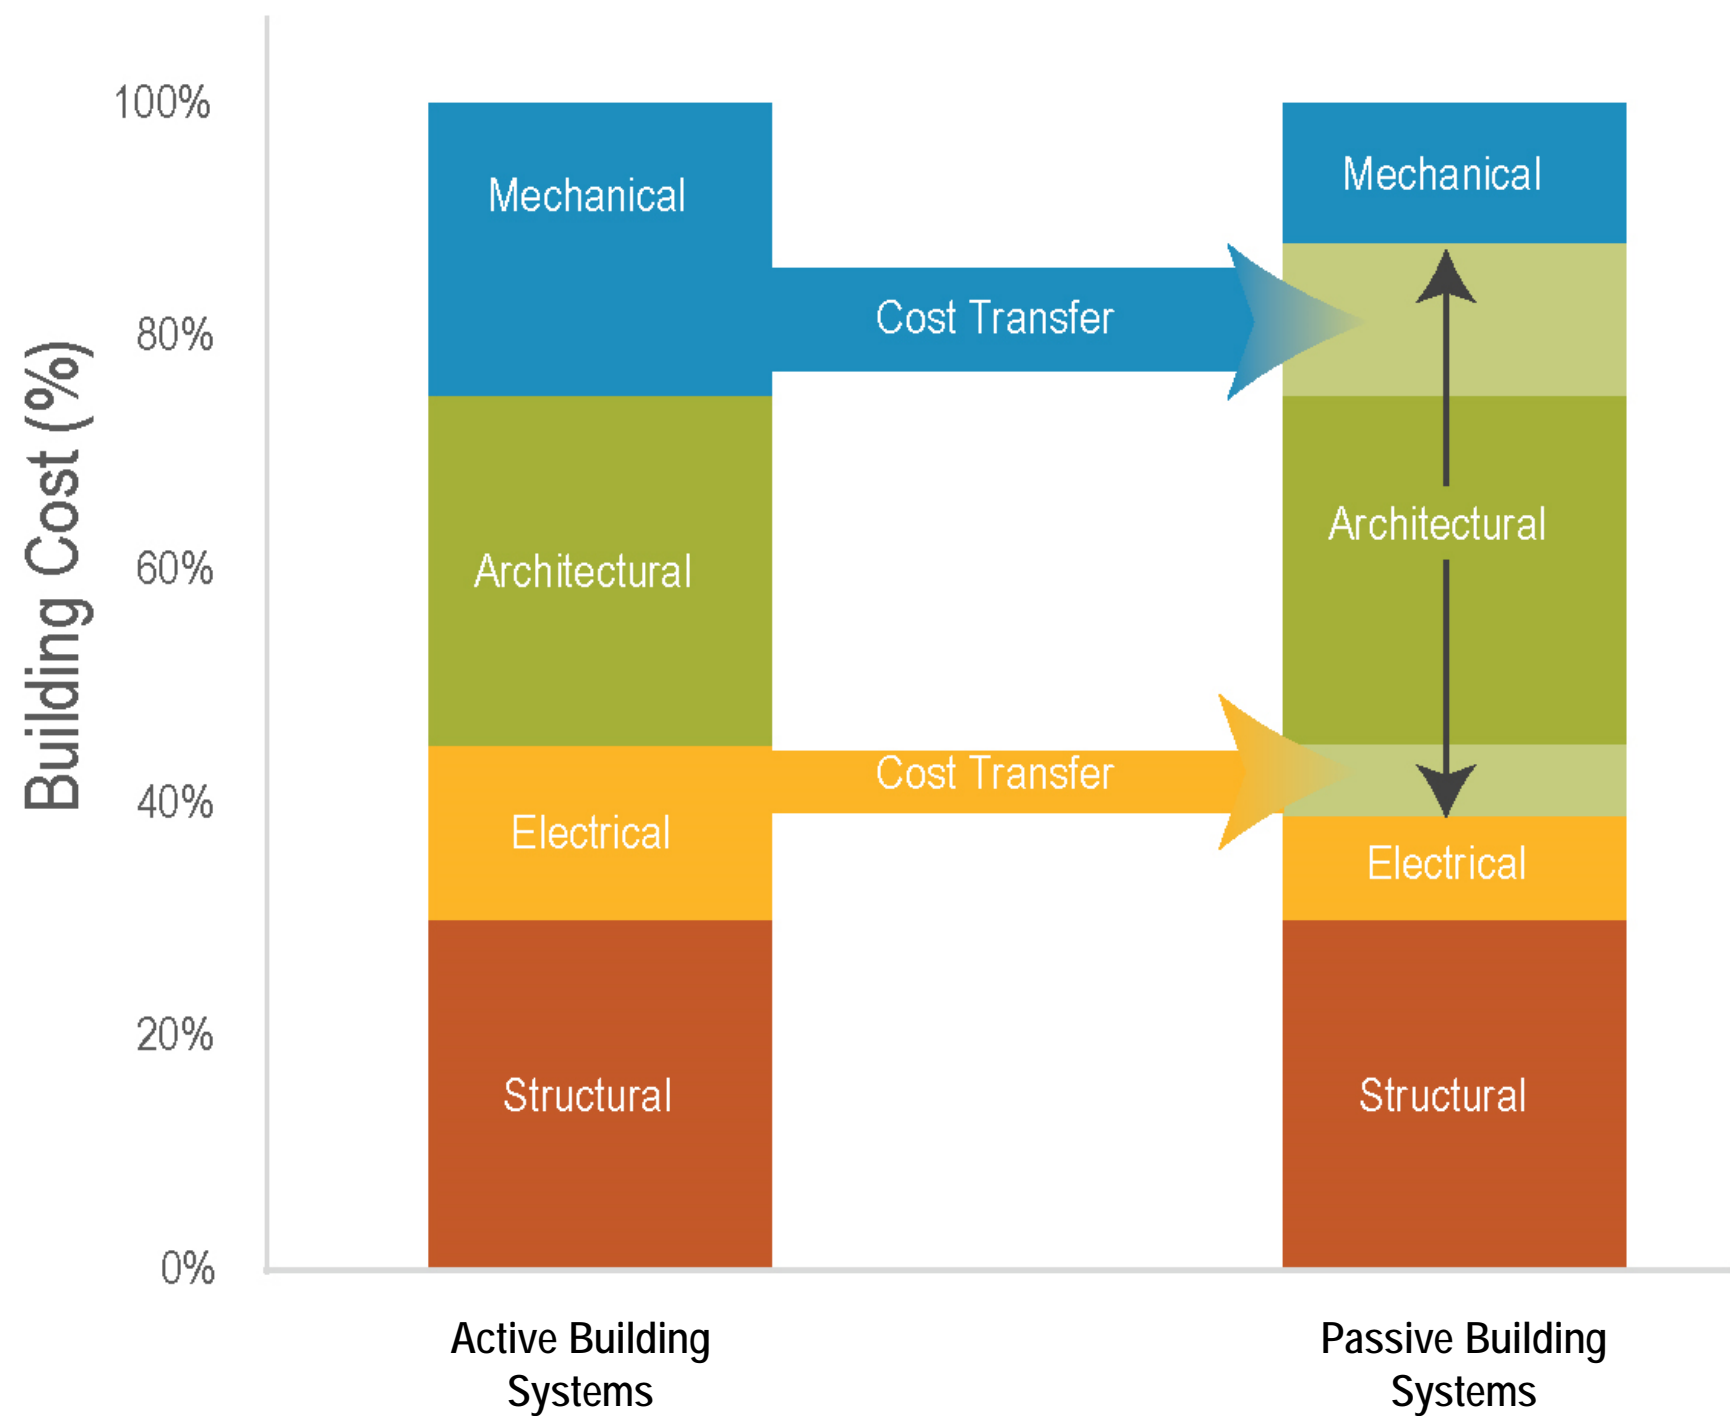 Building Cost (%)
100%
80%
60%
40%
20%
0%
Mechanical
Architectural
Electrical
Structural
Cost Transfer
Cost Transfer
Mechanical
Architectural
Electrical
Structural
Active Building
Systems
Passive Building
Systems